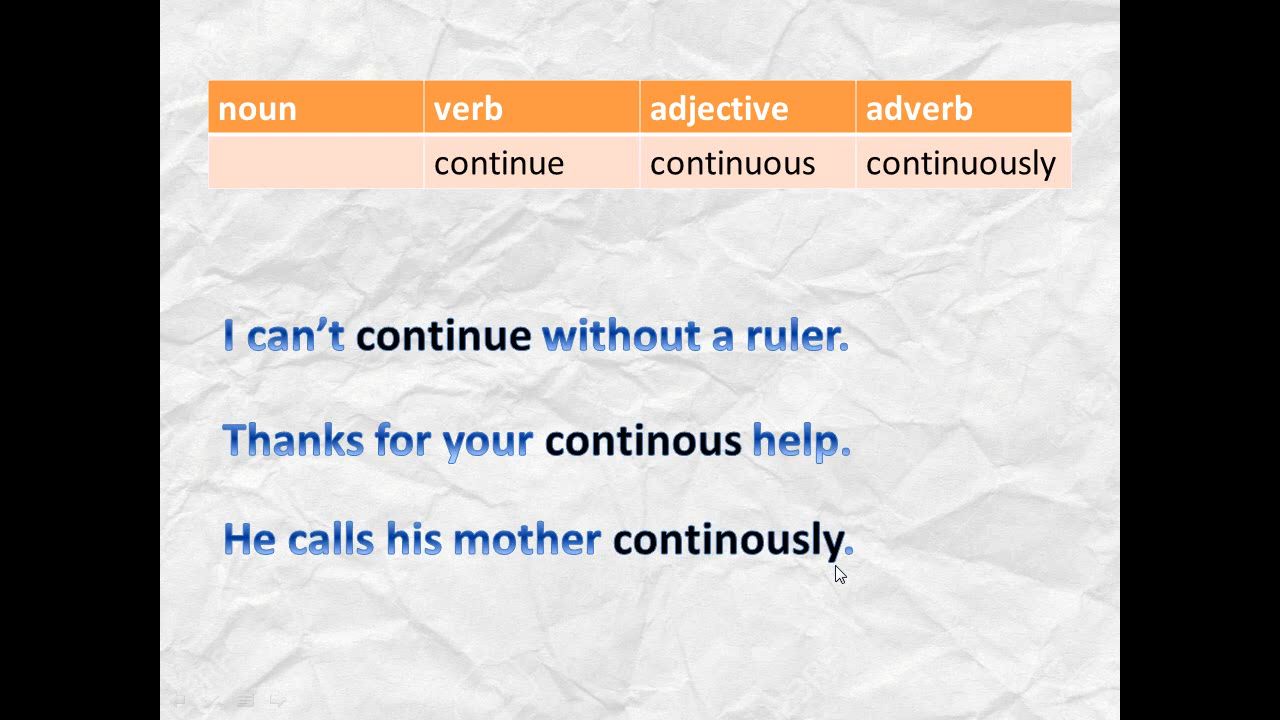 noun verb adjective adverb
continue continuous continuously
I can't continue without a ruler.
Thanks for your continous help.
He calls his mother continously.